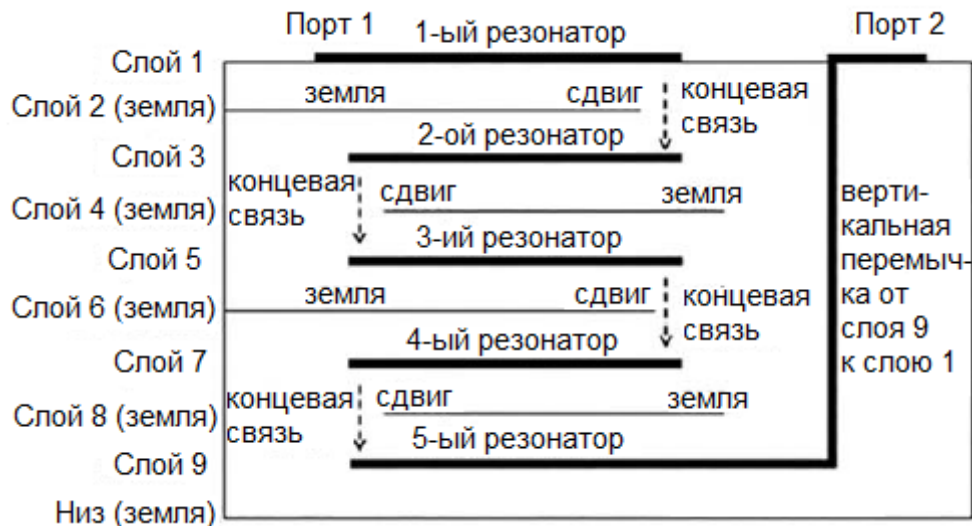 Порт 1
1-ый резонатор
Порт 2
Слой 1
земля
сдвиг
концевая
связь
Слой 2 (земля)
2-ой резонатор
Слой 3
концевая
связь
сдвиг
земля
Слой 4 (земля)
верти-
кальная
перемыч-
ка от
слоя 9
к слою 1
3-ий резонатор
Слой 5
земля
сдвиг
концевая
связь
Слой 6 (земля)
4-ый резонатор
Слой 7
концевая
связь
сдвиг
земля
Слой 8 (земля)
5-ый резонатор
Слой 9
Низ (земля)